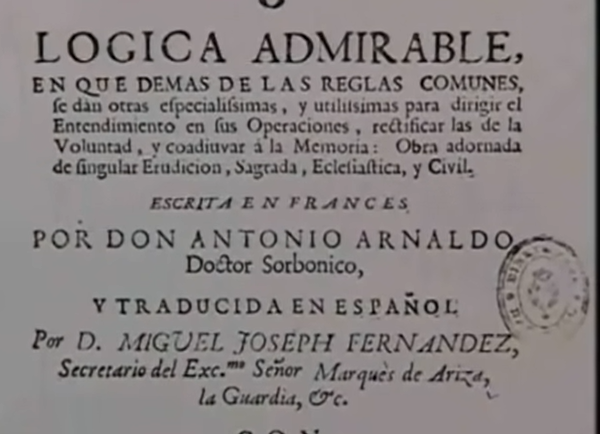 LOGICA ADMIRABLE,
EN QUE DEMAS DE LAS REGLAS COMUNES,
se dàn otras especialissimas, y utilissimas para dirigir el
Entendimiento en sus Operaciones, rectificar las de la
Voluntad, y coadiuvar á la Memoria: Obra adornada
de singular Erudicion, Sagrada, Eclesiastica, y Civil.
ESCRITA EN FRANCES
POR DON ANTONIO ARNALDO,
Doctor Sorbonico,
Y TRADUCIDA EN ESPAÑOL
Por D. MIGUEL JOSEPH FERNANDEZ,
Secretario del Exc.mo Señor Marquès de Ariza,
la Guardia, &c.
CON